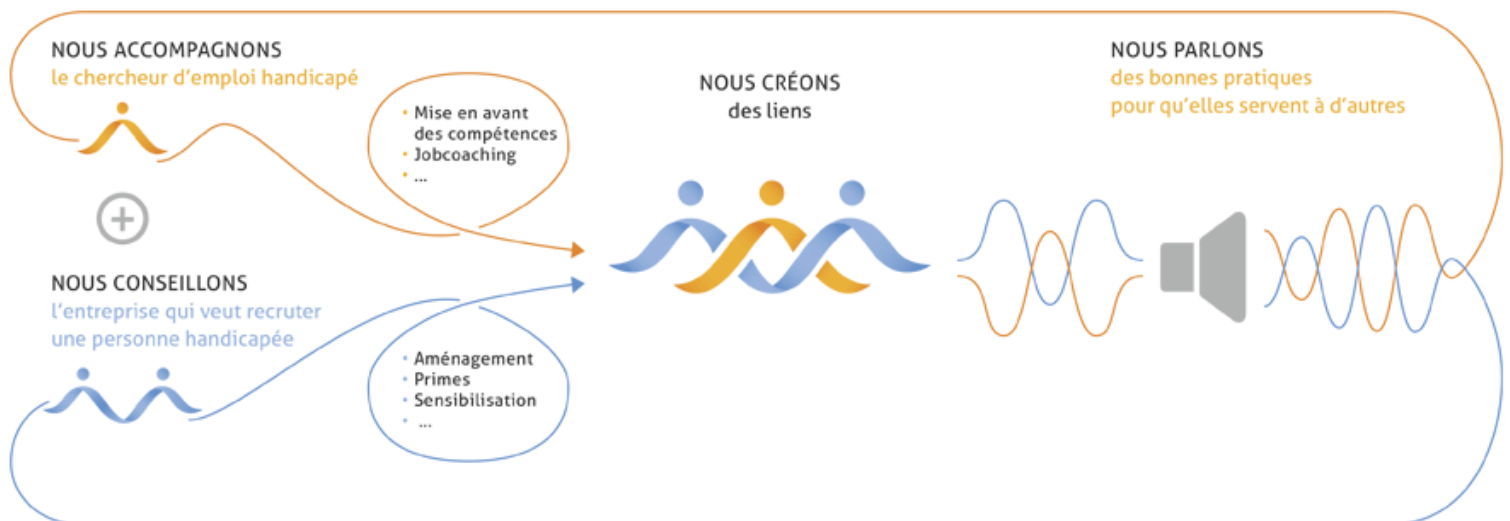 NOUS ACCOMPAGNONS
le chercheur d'emploi handicapé
• Mise en avant
des compétences
• Jobcoaching
• ...
NOUS CONSEILLONS
l'entreprise qui veut recruter
une personne handicapée
• Aménagement
• Primes
• Sensibilisation
• ...
NOUS CRÉONS
des liens
NOUS PARLONS
des bonnes pratiques
pour qu'elles servent à d'autres